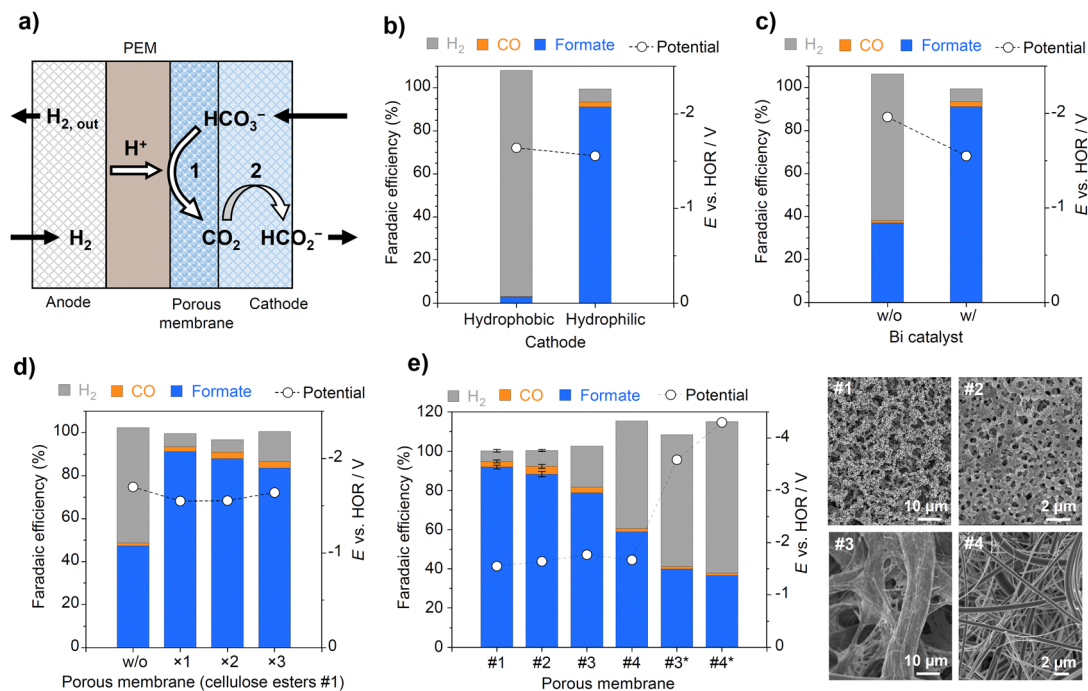 a)
PEM
H2, out
HCO3−
H+
1
2
H2
CO2
HCO2−
Anode
Porous
membrane
Cathode
b)
H2 CO Formate Potential
Faradaic efficiency (%)
100
80
60
40
20
0
−2
−1
0
E vs. HOR / V
Hydrophobic Hydrophilic
Cathode
c)
H2 CO Formate Potential
Faradaic efficiency (%)
100
80
60
40
20
0
−2
−1
0
E vs. HOR / V
w/o w/
Bi catalyst
d)
H2 CO Formate Potential
Faradaic efficiency (%)
100
80
60
40
20
0
−2
−1
0
E vs. HOR / V
w/o ×1 ×2 ×3
Porous membrane (cellulose esters #1)
e)
H2 CO Formate Potential
Faradaic efficiency (%)
120
100
80
60
40
20
0
−4
−3
−2
−1
0
E vs. HOR / V
#1 #2 #3 #4 #3* #4*
Porous membrane
#1
10 µm
#2
2 µm
#3
10 µm
#4
2 µm